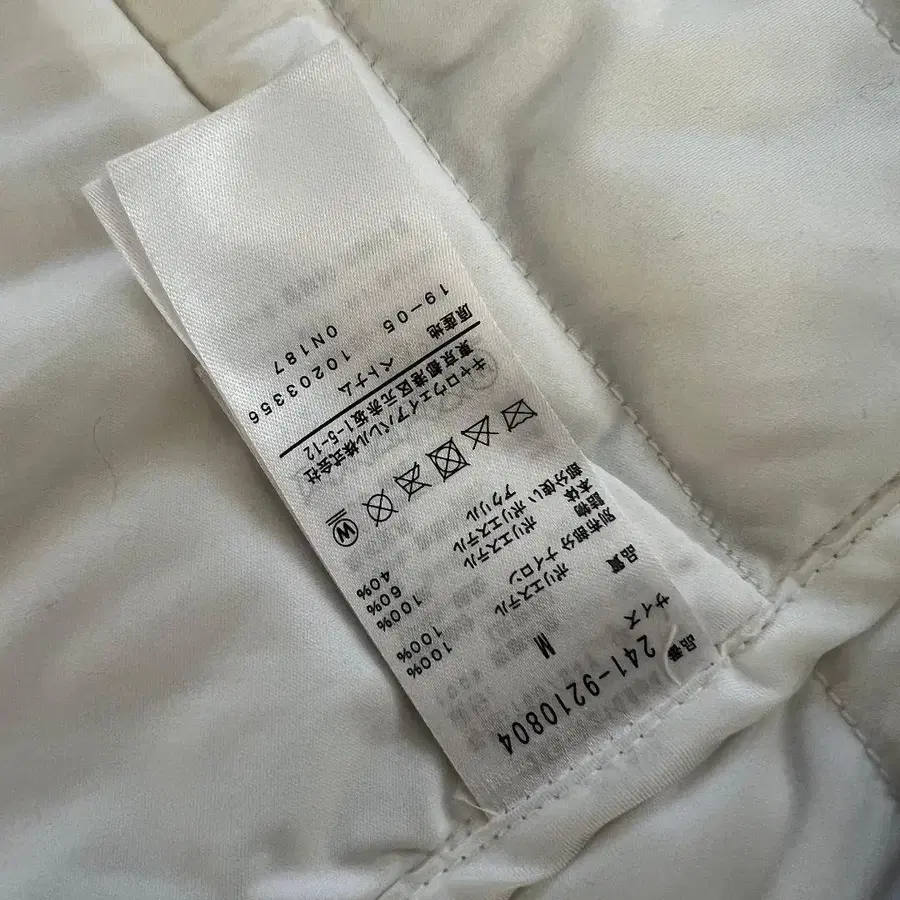 品番
241-9210804
サイズ M
品質
ポリエステル 100%
別布部分 ナイロン 100%
詰物 ポリエステル 100%
本体
部分使い ポリエステル 60%
アクリル 40%
W
キャロウェイアパレル株式会社
東京都港区元赤坂1-5-12
原産地 ベトナム
10203356
19-05 0N187